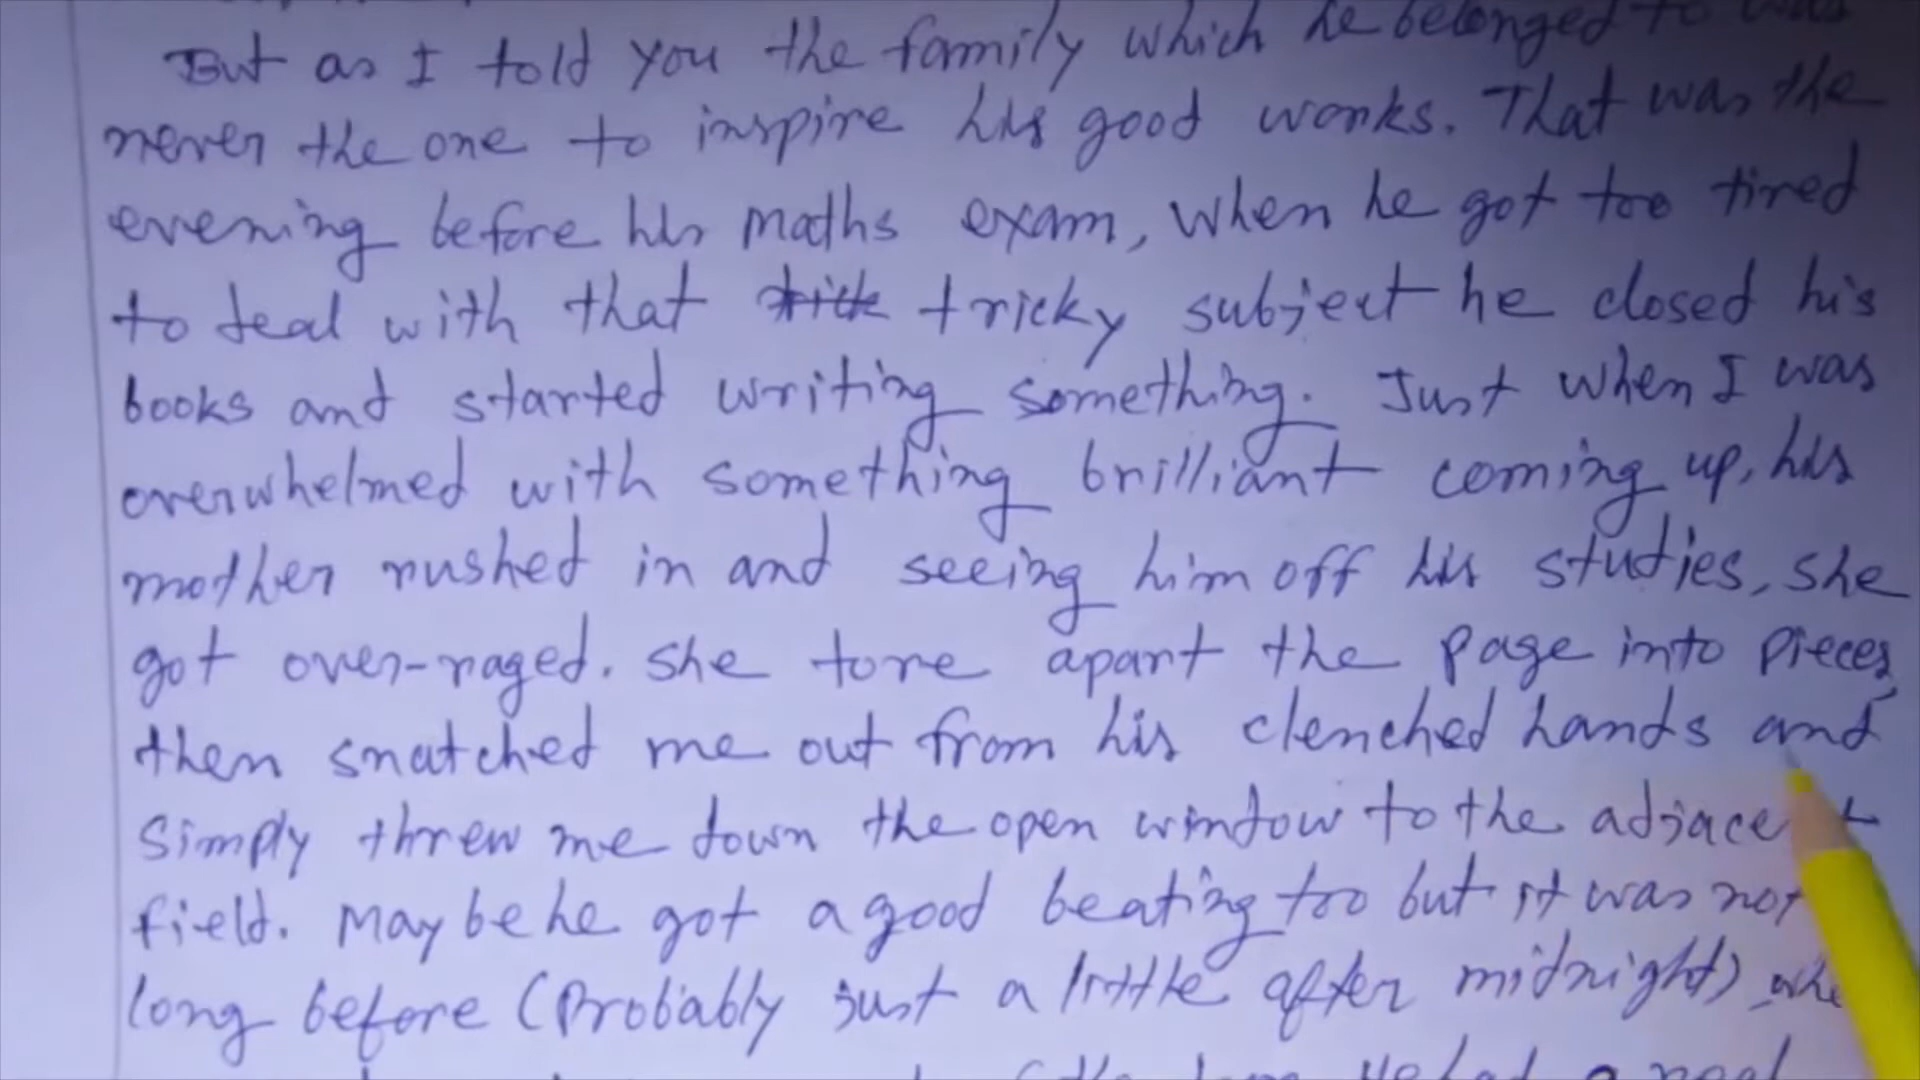 But as I told you the family which he belonged to was
never the one to inspire his good works. That was the
evening before his maths exam, when he got too tired
to deal with that trick tricky subject he closed his
books and started writing something. Just when I was
overwhelmed with something brilliant coming up, his
mother rushed in and seeing him off his studies, she
got over-raged. she tore apart the page into pieces,
then snatched me out from his clenched hands and
simply threw me down the open window to the adjacent
field. May be he got a good beating too but it was not
long before (Probably just a little after midnight)
a